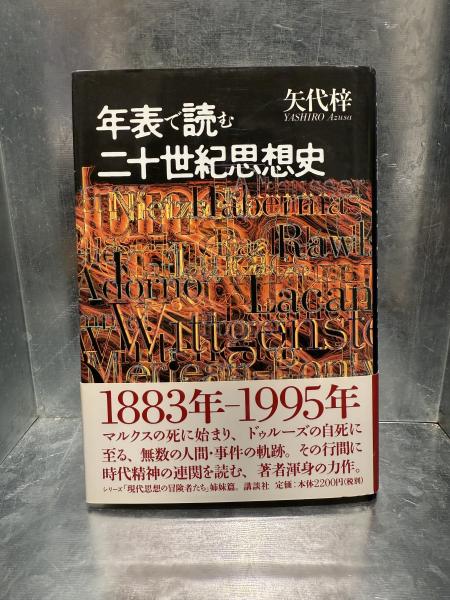 矢代梓
YASHIRO Azusa
年表で読む
二十世紀思想史
Althusser
Nietz
Habermas
Rawls
Adorno
Lacan
Wittgenste
Merleau-Ponty
1883年–1995年
マルクスの死に始まり、ドゥルーズの自死に
至る、無数の人間・事件の軌跡。その行間に
時代精神の連関を読む、著者渾身の力作。
シリーズ「現代思想の冒険者たち」姉妹篇。講談社 定価:本体2200円(税別)